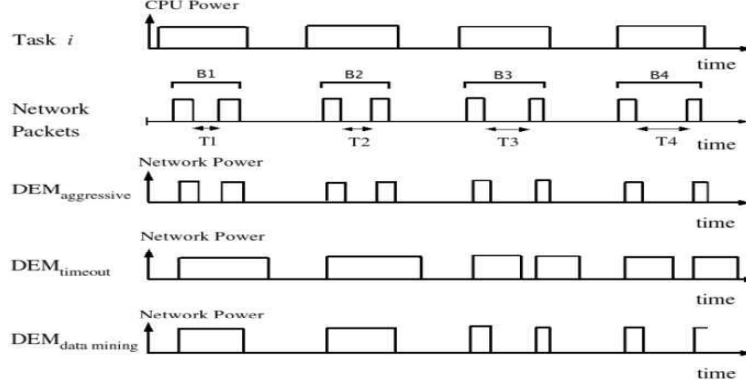 CPU Power
Task i
time
B1 B2 B3 B4
Network
Packets
T1 T2 T3 T4
time
Network Power
DEMaggressive
time
Network Power
DEMtimeout
time
Network Power
DEMdata mining
time